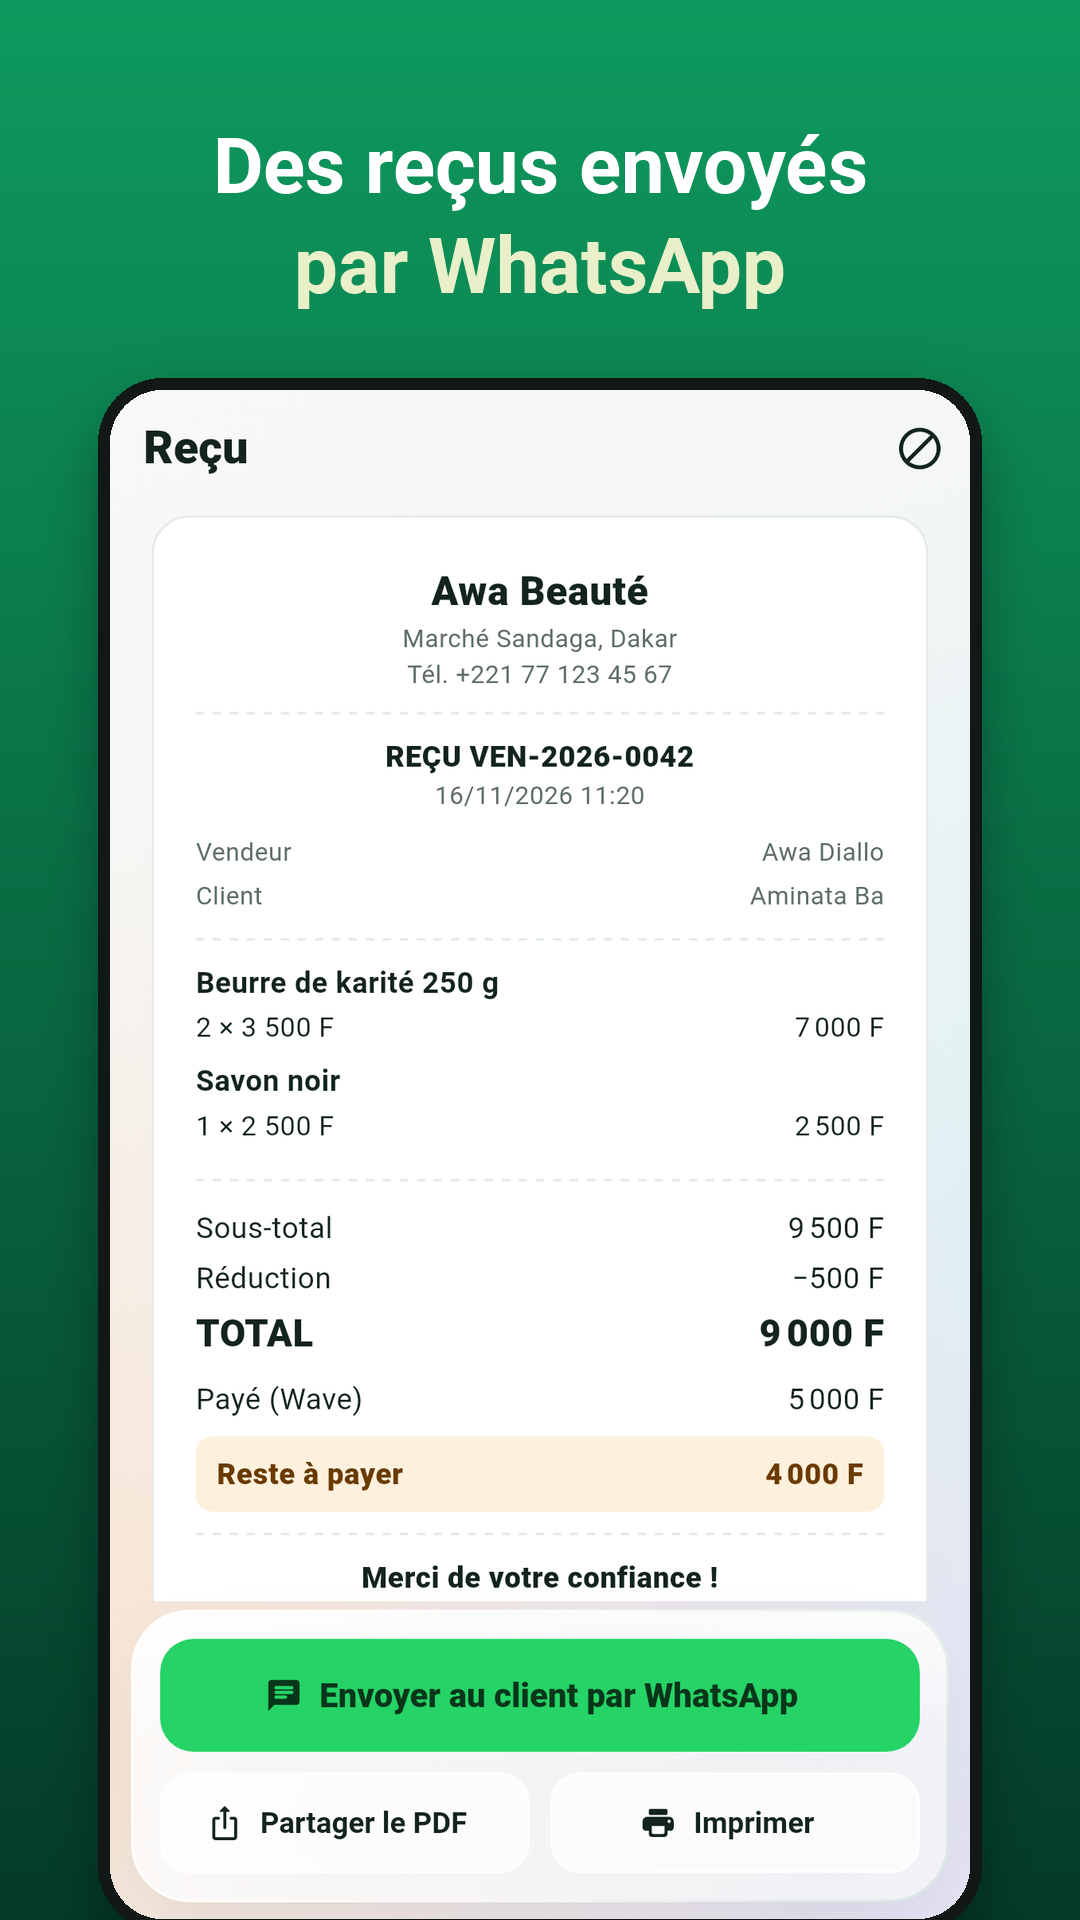 Des reçus envoyés
par WhatsApp
Reçu
Awa Beauté
Marché Sandaga, Dakar
Tél. +221 77 123 45 67
REÇU VEN-2026-0042
16/11/2026 11:20
Vendeur Awa Diallo
Client Aminata Ba
Beurre de karité 250 g
2 × 3 500 F 7 000 F
Savon noir
1 × 2 500 F 2 500 F
Sous-total 9 500 F
Réduction −500 F
TOTAL 9 000 F
Payé (Wave) 5 000 F
Reste à payer 4 000 F
Merci de votre confiance !
Envoyer au client par WhatsApp
Partager le PDF Imprimer